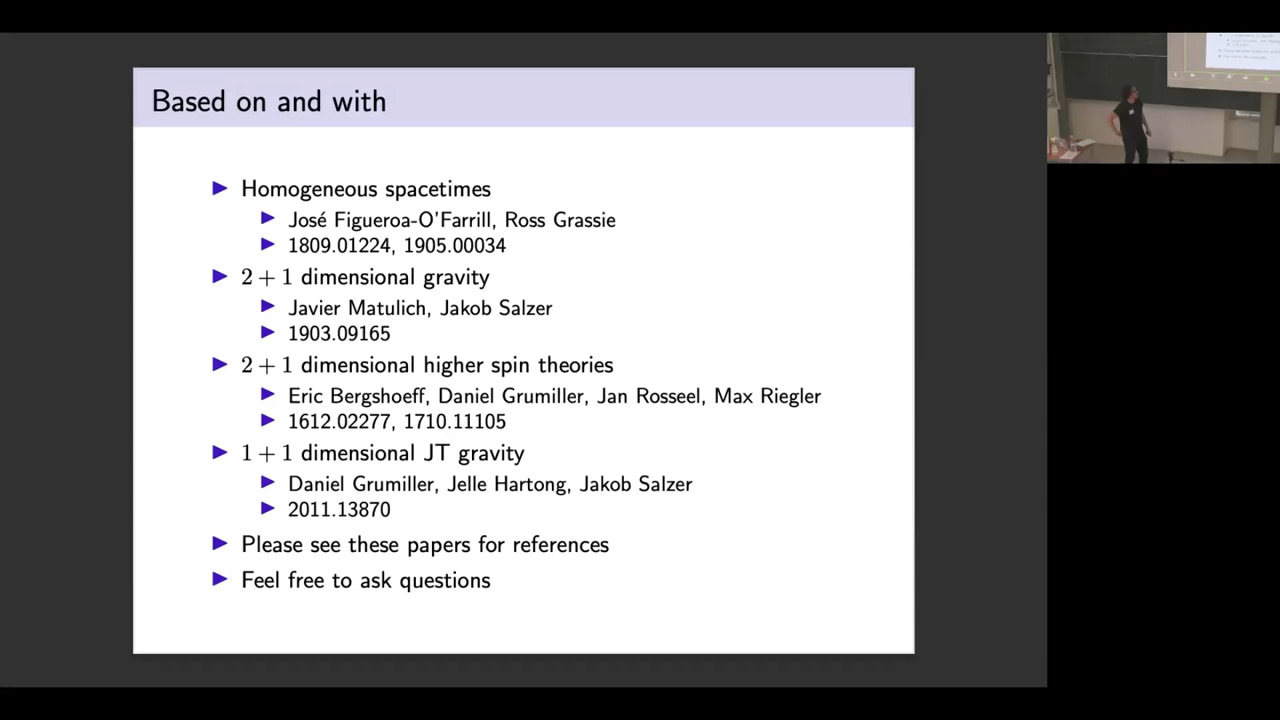 Based on and with
Homogeneous spacetimes
José Figueroa-O'Farrill, Ross Grassie
1809.01224, 1905.00034
2 + 1 dimensional gravity
Javier Matulich, Jakob Salzer
1903.09165
2 + 1 dimensional higher spin theories
Eric Bergshoeff, Daniel Grumiller, Jan Rosseel, Max Riegler
1612.02277, 1710.11105
1 + 1 dimensional JT gravity
Daniel Grumiller, Jelle Hartong, Jakob Salzer
2011.13870
Please see these papers for references
Feel free to ask questions